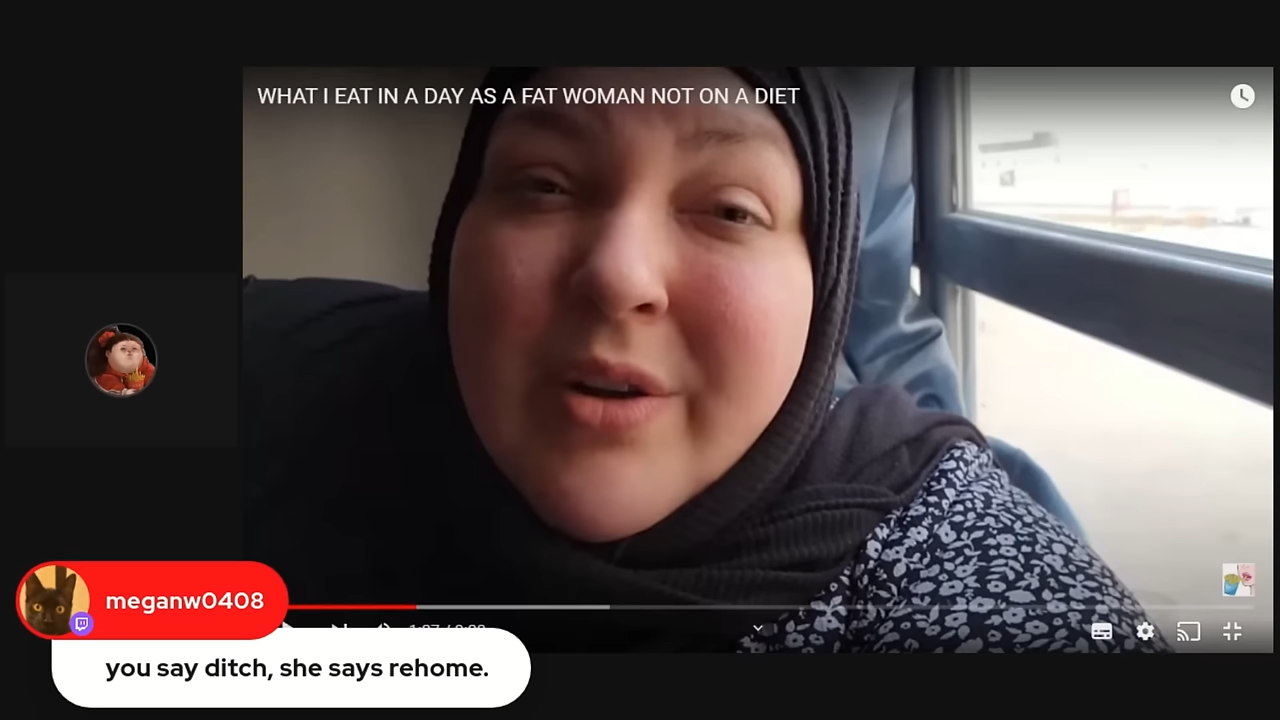 WHAT I EAT IN A DAY AS A FAT WOMAN NOT ON A DIET
meganw0408
you say ditch, she says rehome.